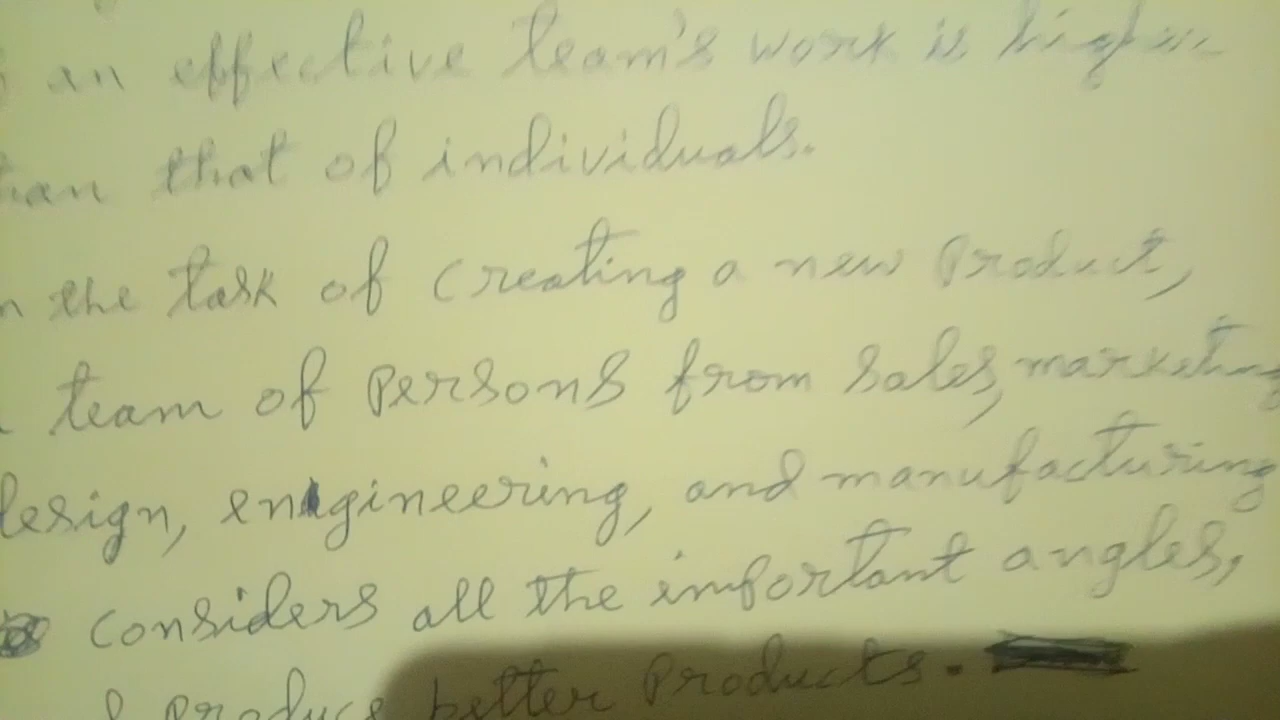 an effective team's work is higher
than that of individuals.
the task of creating a new product,
team of persons from sales, marketing
design, engineering, and manufacturing
considers all the important angles,
produce better products.